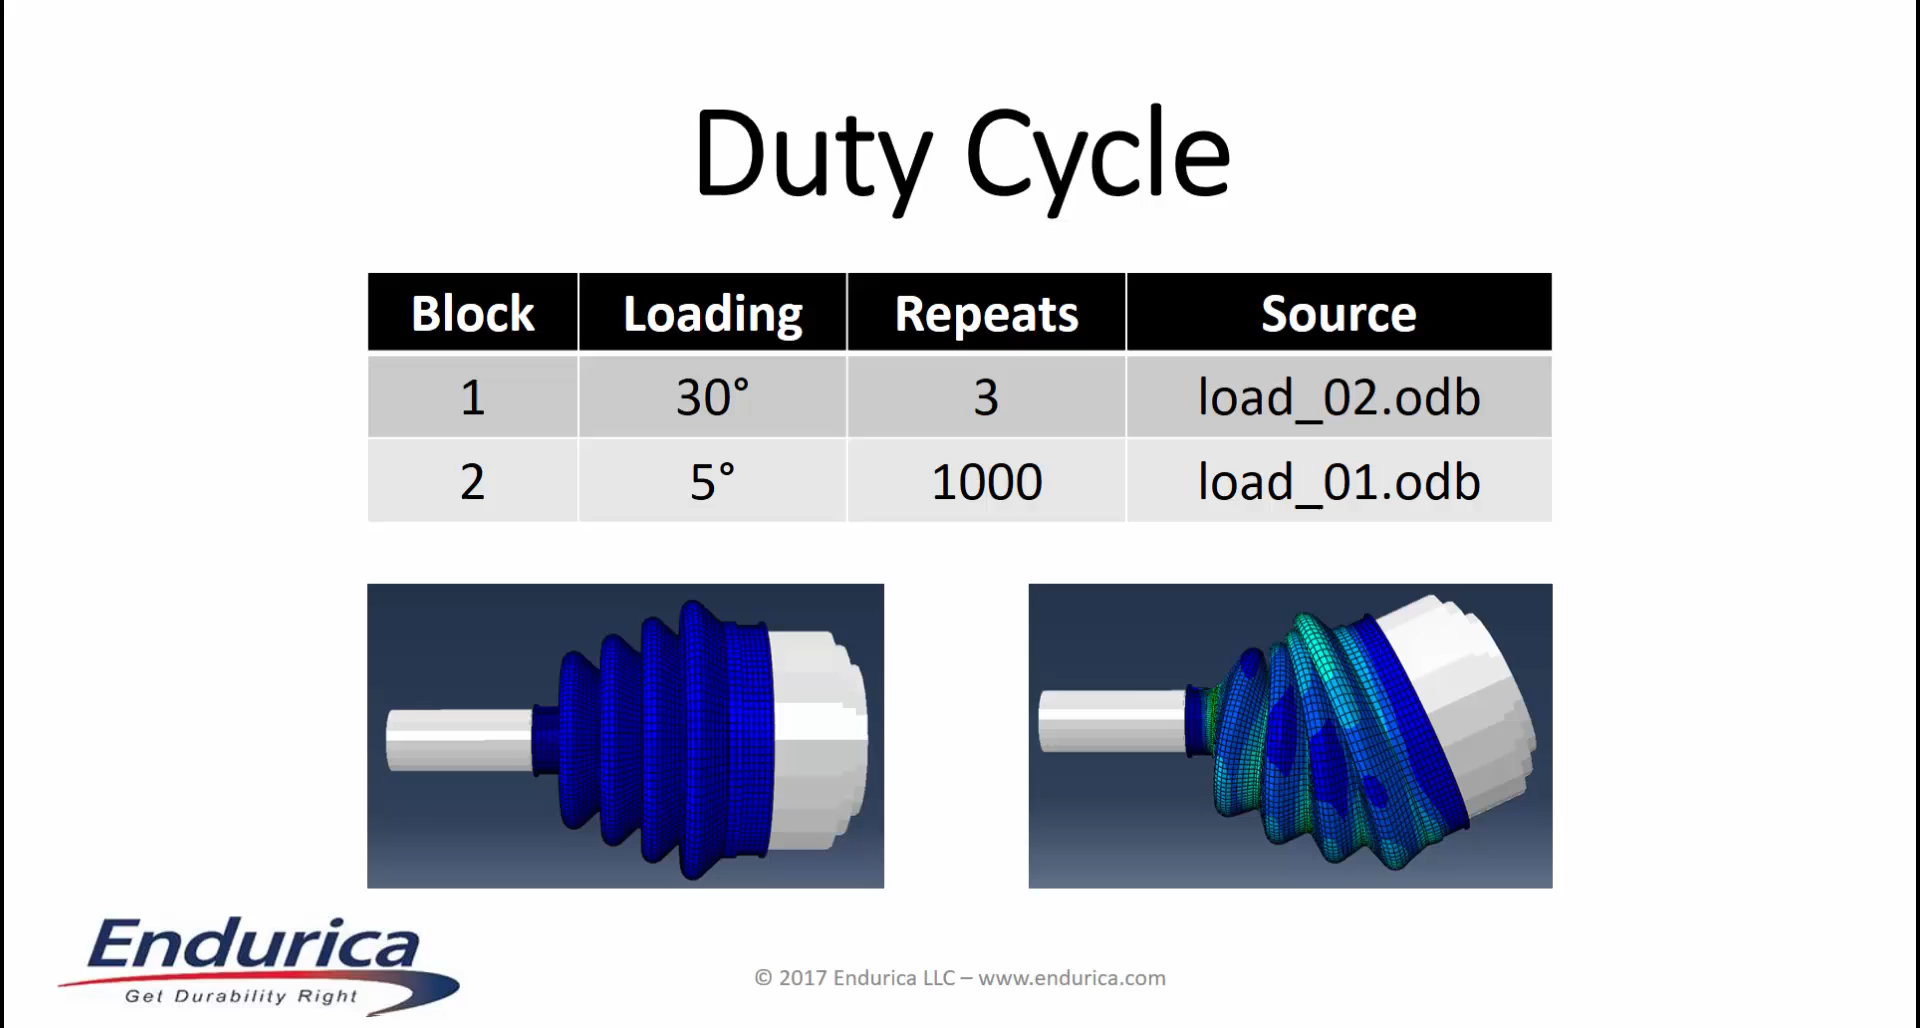 Duty Cycle
Block Loading Repeats Source
1 30° 3 load_02.odb
2 5° 1000 load_01.odb
Endurica
Get Durability Right
© 2017 Endurica LLC – www.endurica.com